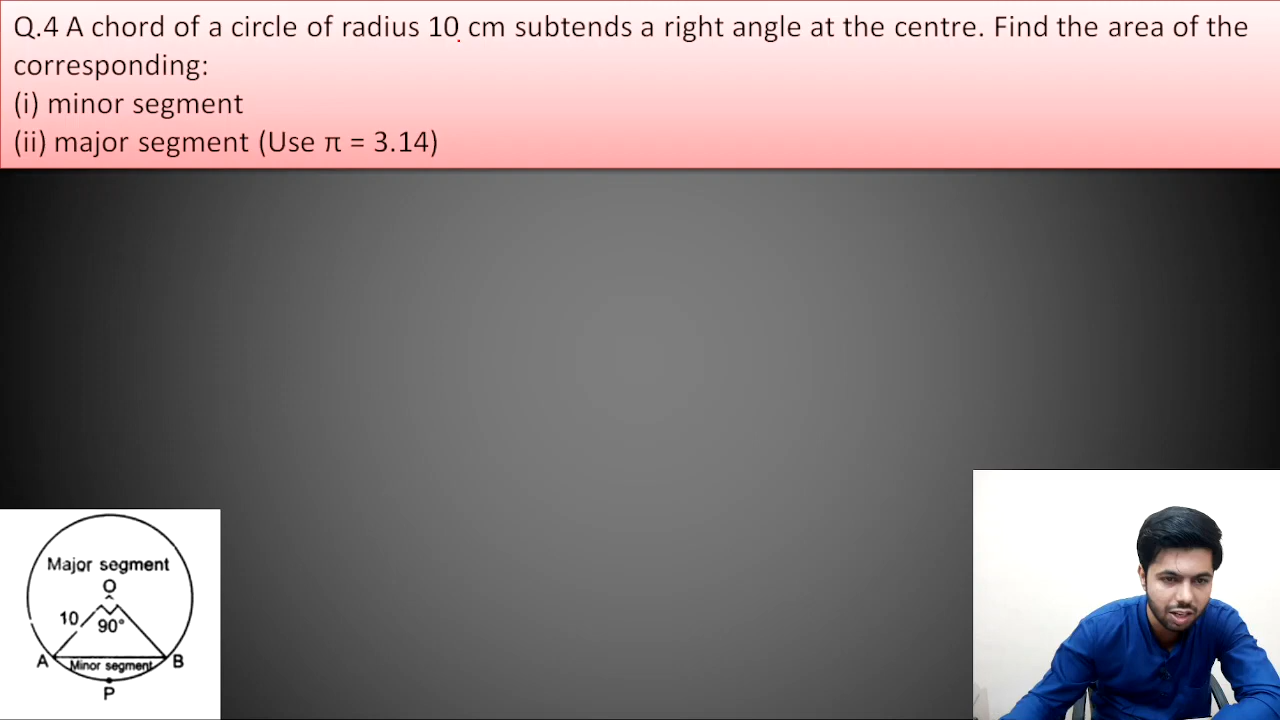 Q.4 A chord of a circle of radius 10 cm subtends a right angle at the centre. Find the area of the
corresponding:
(i) minor segment
(ii) major segment (Use π = 3.14)
Major segment
O
10
90°
A
Minor segment
B
P